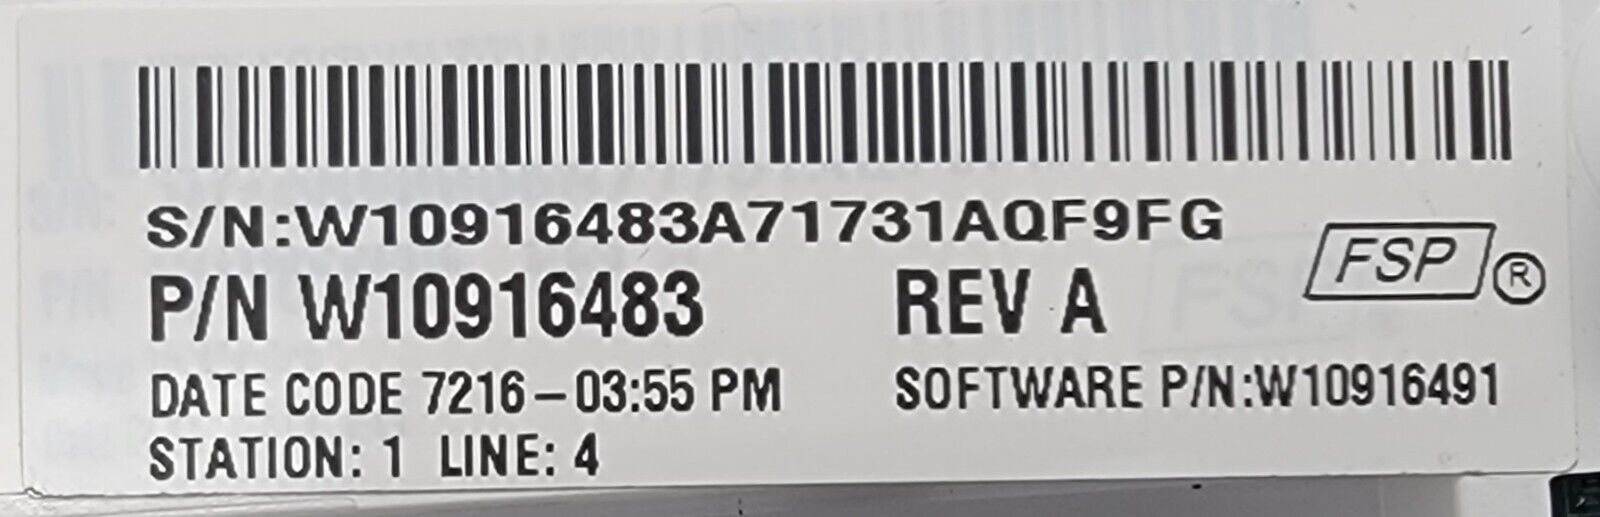 S/N:W10916483A71731AQF9FG
P/N W10916483 REV A FSP ®
DATE CODE 7216-03:55 PM SOFTWARE P/N:W10916491
STATION: 1 LINE: 4